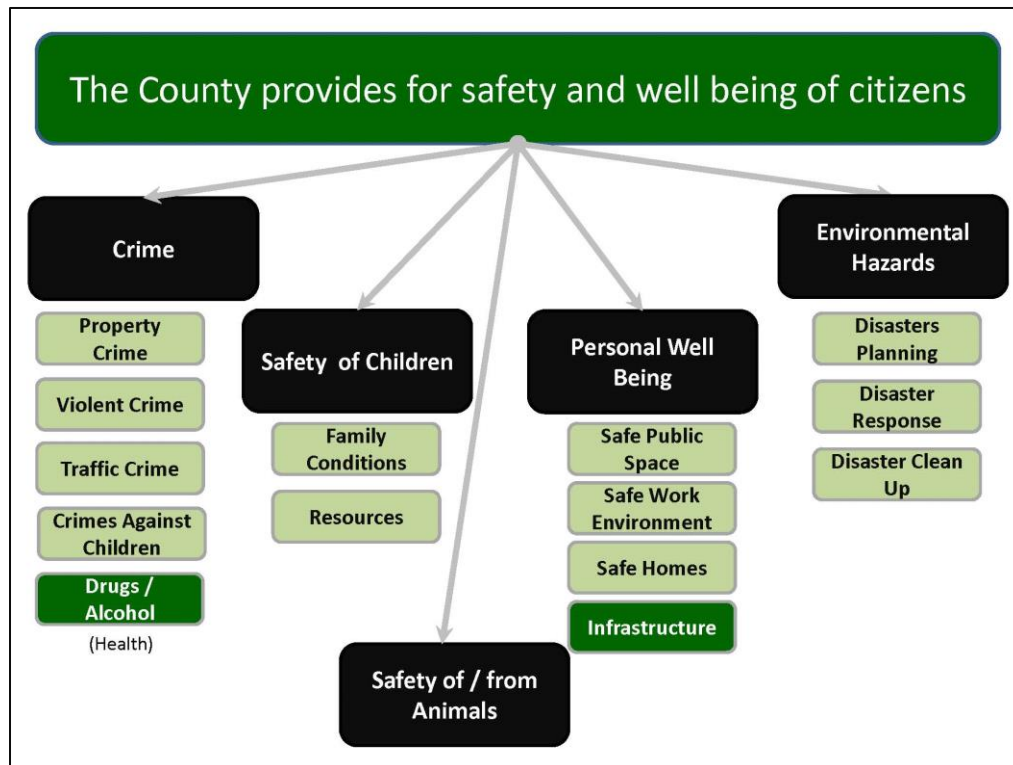 The County provides for safety and well being of citizens
Crime
Property
Crime
Violent Crime
Traffic Crime
Crimes Against
Children
Drugs /
Alcohol
(Health)
Safety of Children
Family
Conditions
Resources
Safety of / from
Animals
Personal Well
Being
Safe Public
Space
Safe Work
Environment
Safe Homes
Infrastructure
Environmental
Hazards
Disasters
Planning
Disaster
Response
Disaster Clean
Up